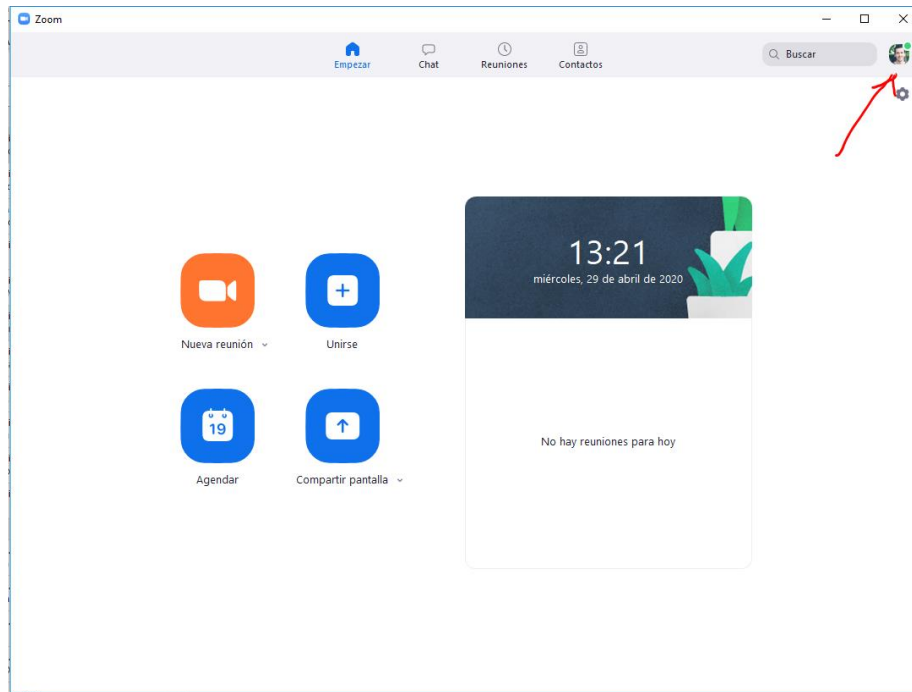 Zoom
Empezar
Chat
Reuniones
Contactos
Buscar
13:21
miércoles, 29 de abril de 2020
Nueva reunión
Unirse
19
Agendar
Compartir pantalla
No hay reuniones para hoy